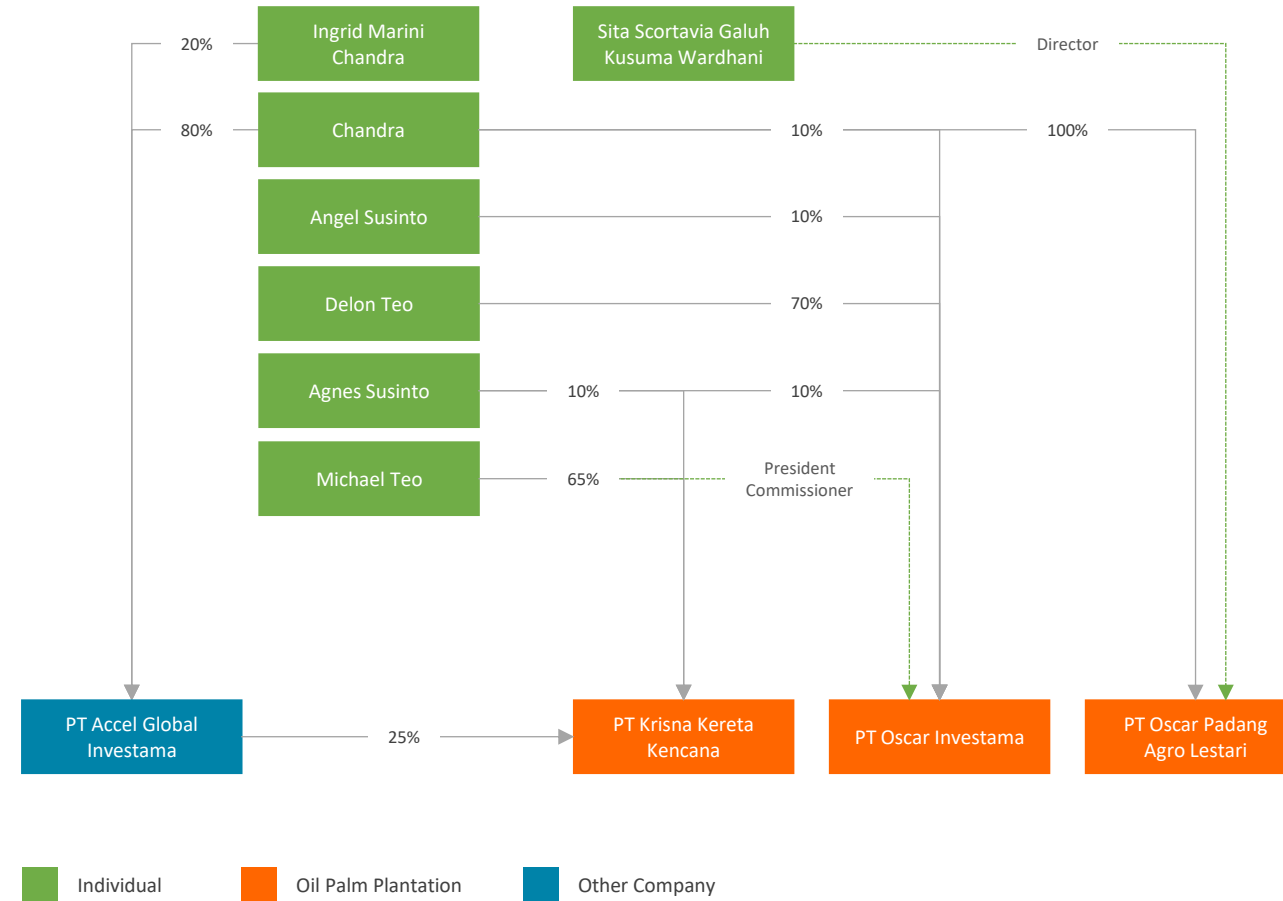 20%
Ingrid Marini
Chandra
Sita Scortavia Galuh
Kusuma Wardhani
Director
80%
Chandra
10%
100%
Angel Susinto
10%
Delon Teo
70%
Agnes Susinto
10%
10%
Michael Teo
65%
President
Commissioner
PT Accel Global
Investama
25%
PT Krisna Kereta
Kencana
PT Oscar Investama
PT Oscar Padang
Agro Lestari
Individual
Oil Palm Plantation
Other Company